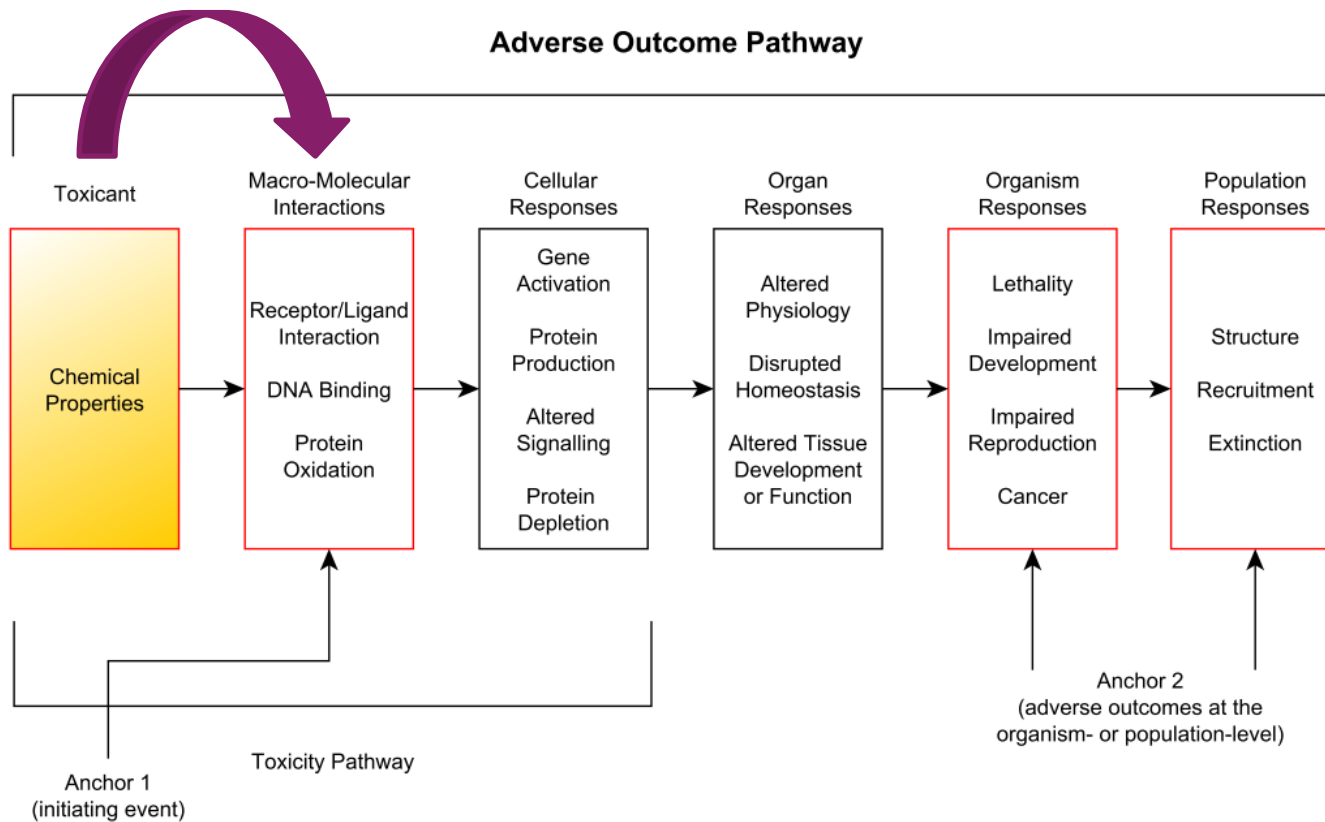 Adverse Outcome Pathway
Toxicant
Chemical
Properties
Macro-Molecular
Interactions
Receptor/Ligand
Interaction
DNA Binding
Protein
Oxidation
Cellular
Responses
Gene
Activation
Protein
Production
Altered
Signalling
Protein
Depletion
Organ
Responses
Altered
Physiology
Disrupted
Homeostasis
Altered Tissue
Development
or Function
Organism
Responses
Lethality
Impaired
Development
Impaired
Reproduction
Cancer
Population
Responses
Structure
Recruitment
Extinction
Anchor 1
(initiating event)
Toxicity Pathway
Anchor 2
(adverse outcomes at the
organism- or population-level)